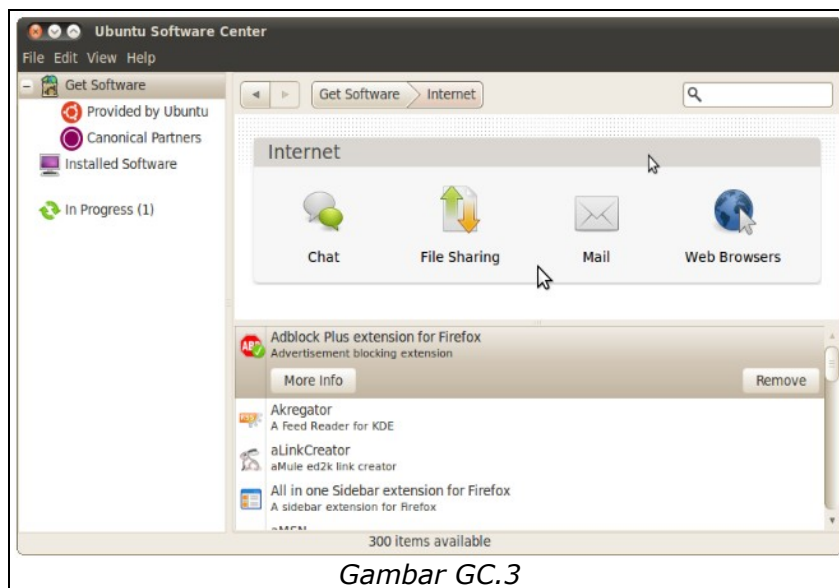 Ubuntu Software Center
File Edit View Help
Get Software
Provided by Ubuntu
Canonical Partners
Installed Software
In Progress (1)
Get Software Internet
Internet
Chat File Sharing Mail Web Browsers
ABP
Adblock Plus extension for Firefox
Advertisement blocking extension
More Info Remove
Akregator
A Feed Reader for KDE
aLinkCreator
aMule ed2k link creator
All in one Sidebar extension for Firefox
A sidebar extension for Firefox
300 items available
Gambar GC.3